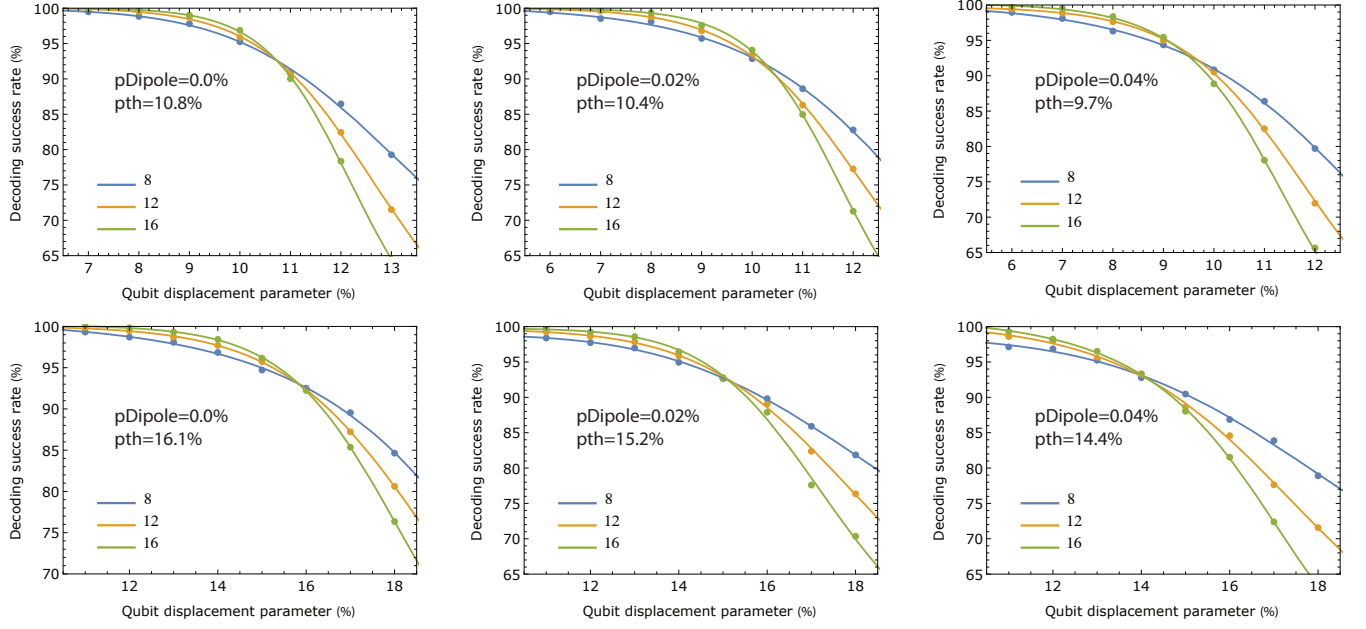 100
95
90
85
80
75
70
65
Decoding success rate (%)
pDipole=0.0%
pth=10.8%
8
12
16
7 8 9 10 11 12 13
Qubit displacement parameter (%)
100
95
90
85
80
75
70
65
Decoding success rate (%)
pDipole=0.02%
pth=10.4%
8
12
16
6 7 8 9 10 11 12
Qubit displacement parameter (%)
100
95
90
85
80
75
70
65
Decoding success rate (%)
pDipole=0.04%
pth=9.7%
8
12
16
6 7 8 9 10 11 12
Qubit displacement parameter (%)
100
95
90
85
80
75
70
Decoding success rate (%)
pDipole=0.0%
pth=16.1%
8
12
16
12 14 16 18
Qubit displacement parameter (%)
100
95
90
85
80
75
70
65
Decoding success rate (%)
pDipole=0.02%
pth=15.2%
8
12
16
12 14 16 18
Qubit displacement parameter (%)
100
95
90
85
80
75
70
65
Decoding success rate (%)
pDipole=0.04%
pth=14.4%
8
12
16
12 14 16 18
Qubit displacement parameter (%)